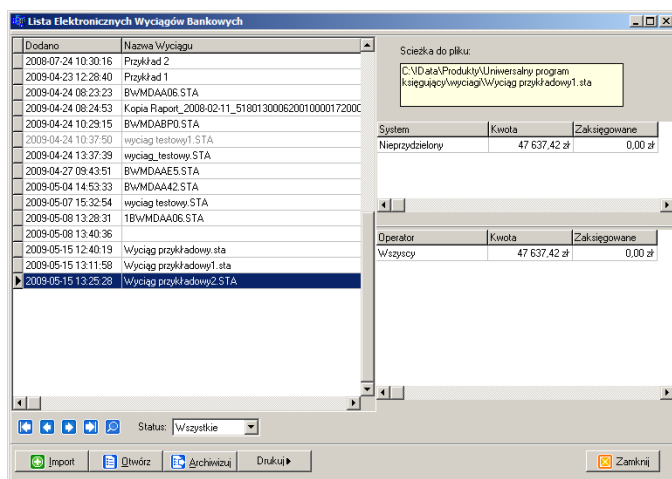 Lista Elektronicznych Wyciągów Bankowych
Dodano Nazwa Wyciągu
2008-07-24 10:30:16 Przykład 2
2009-04-23 12:28:40 Przykład 1
2009-04-24 08:23:23 BWMDAA06.STA
2009-04-24 08:24:53 Kopia Raport_2008-02-11_51801300062001000017200
2009-04-24 10:29:15 BWMDABP0.STA
2009-04-24 10:37:50 wyciag testowy1.STA
2009-04-24 13:37:39 wyciag_testowy.STA
2009-04-27 09:43:51 BWMDAAE5.STA
2009-05-04 14:53:33 BWMDAA42.STA
2009-05-07 15:32:54 wyciag testowy.STA
2009-05-08 13:28:31 1BWMDAA06.STA
2009-05-08 13:40:36
2009-05-15 12:40:19 Wyciąg przykładowy.sta
2009-05-15 13:11:58 Wyciąg przykładowy1.sta
2009-05-15 13:25:28 Wyciąg przykładowy2.STA
Status: Wszystkie
Import Otwórz Archiwizuj Drukuj
Scieżka do pliku:
C:\IData\Produkty\Uniwersalny program
księgujący\wyciagi\Wyciąg przykładowy1.sta
System Kwota Zaksięgowane
Nieprzydzielony 47 637,42 zł 0,00 zł
Operator Kwota Zaksięgowane
Wszyscy 47 637,42 zł 0,00 zł
Zamknij